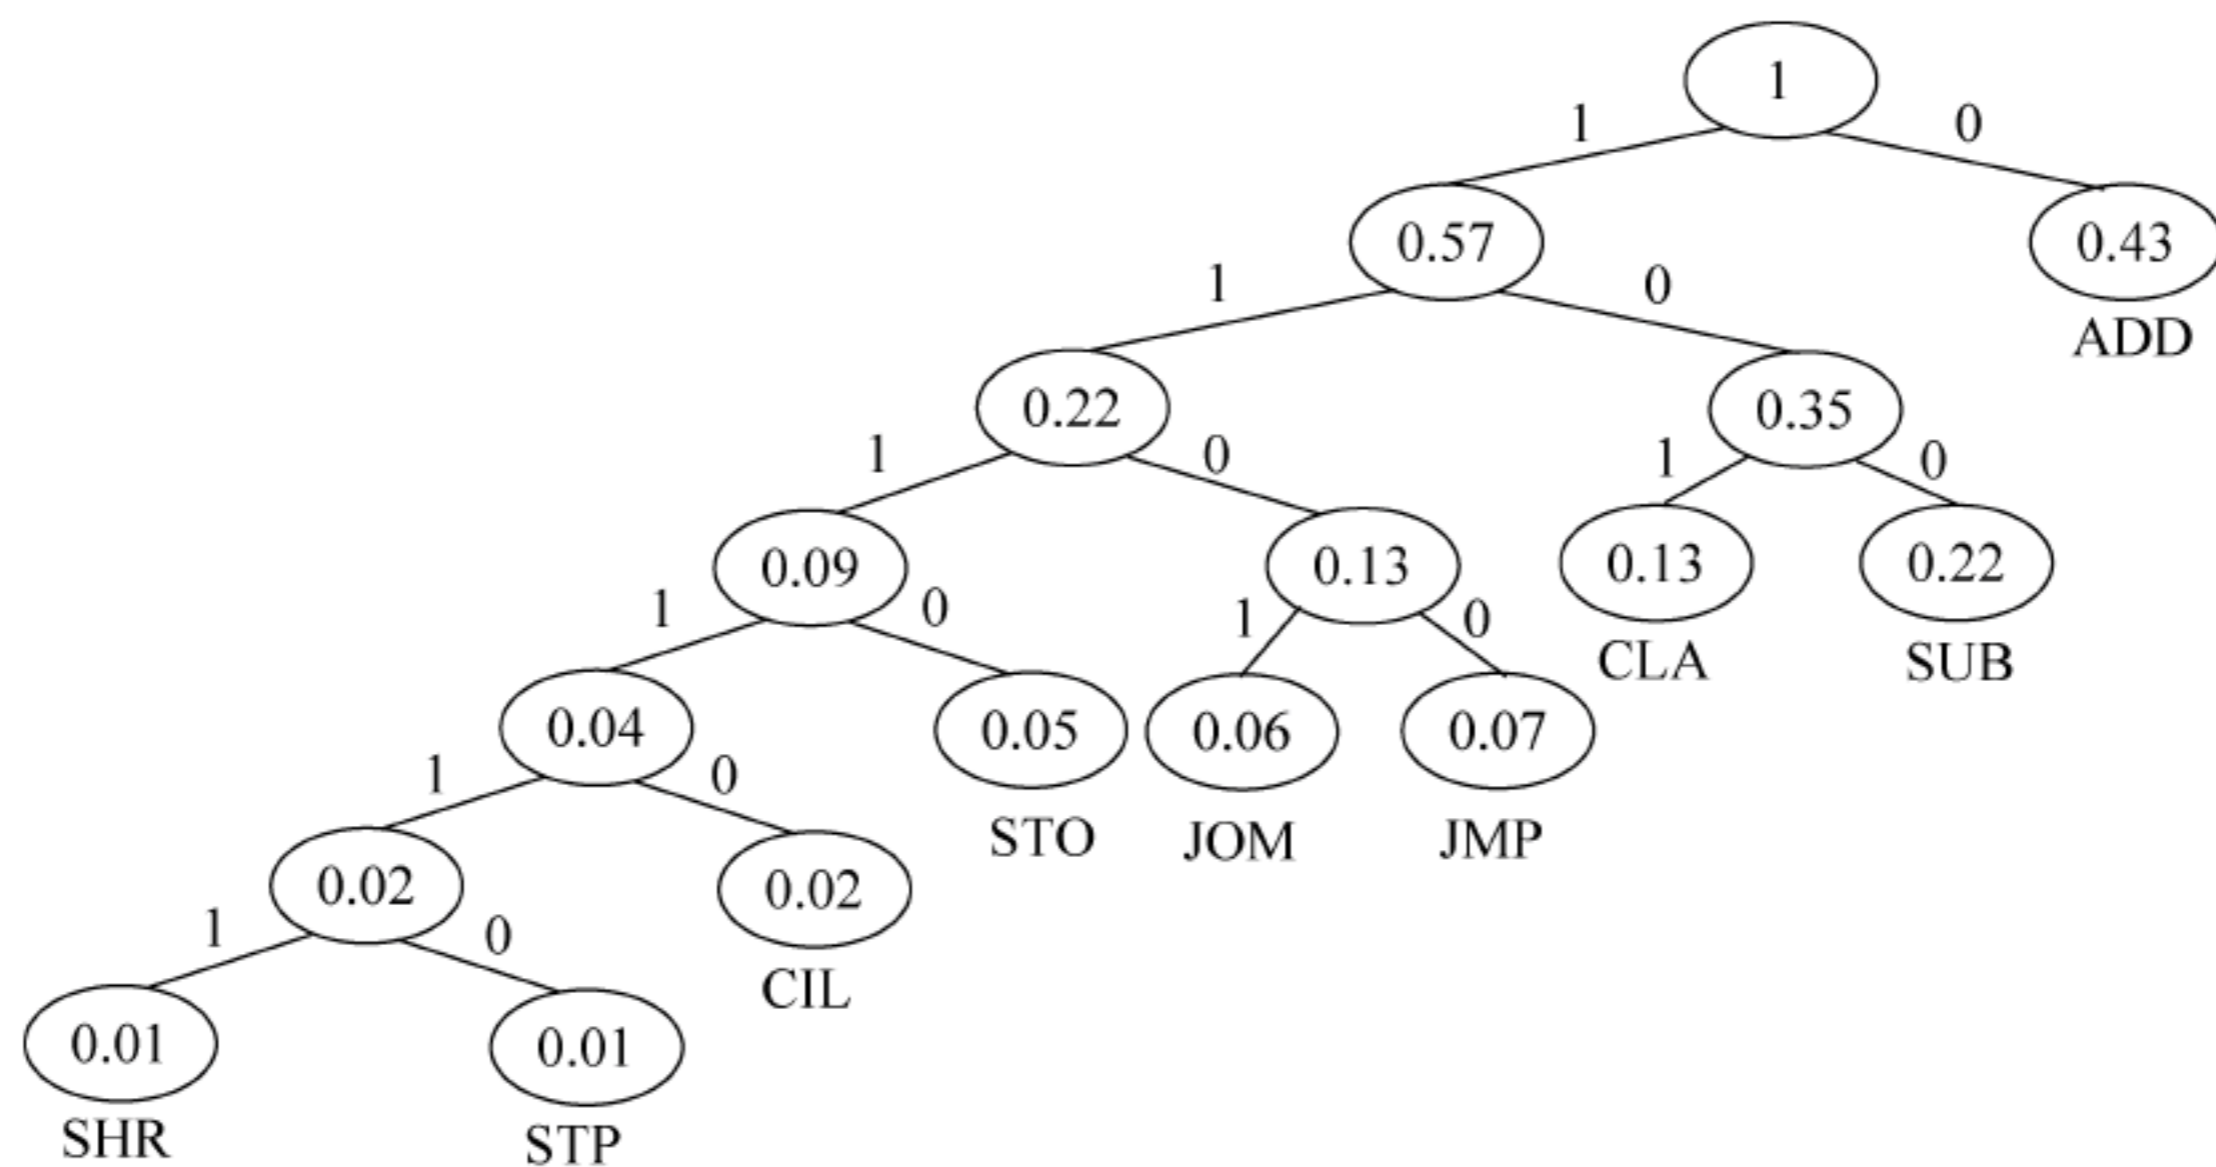 1
1 0
0.57 0.43
ADD
1 0
0.22 0.35
1 0 1 0
0.09 0.13 0.13 0.22
CLA SUB
1 0 1 0
0.04 0.05 0.06 0.07
STO JOM JMP
1 0
0.02 0.02
CIL
1 0
0.01 0.01
SHR STP